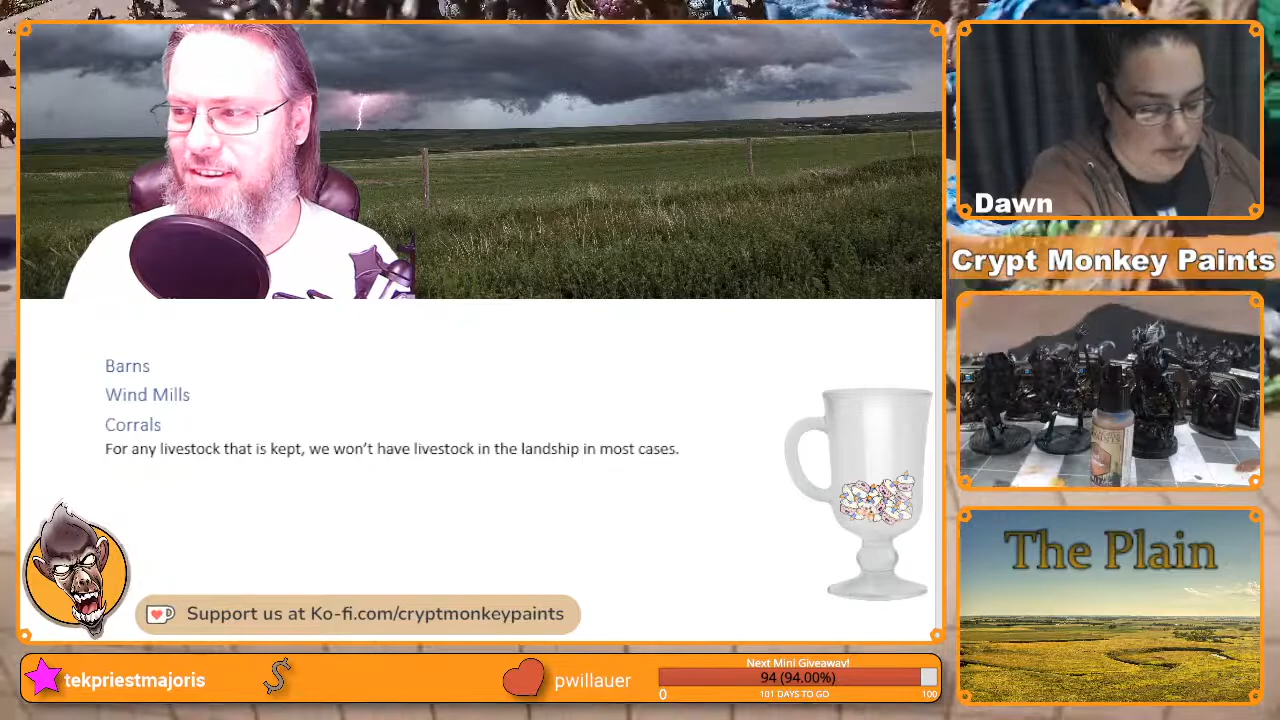 Dawn
Crypt Monkey Paints
Barns
Wind Mills
Corrals
For any livestock that is kept, we won't have livestock in the landship in most cases.
The Plain
Support us at Ko-fi.com/cryptmonkeypaints
tekpriestmajoris
pwillauer
Next Mini Giveaway!
94 (94.00%)
0
101 DAYS TO GO
100